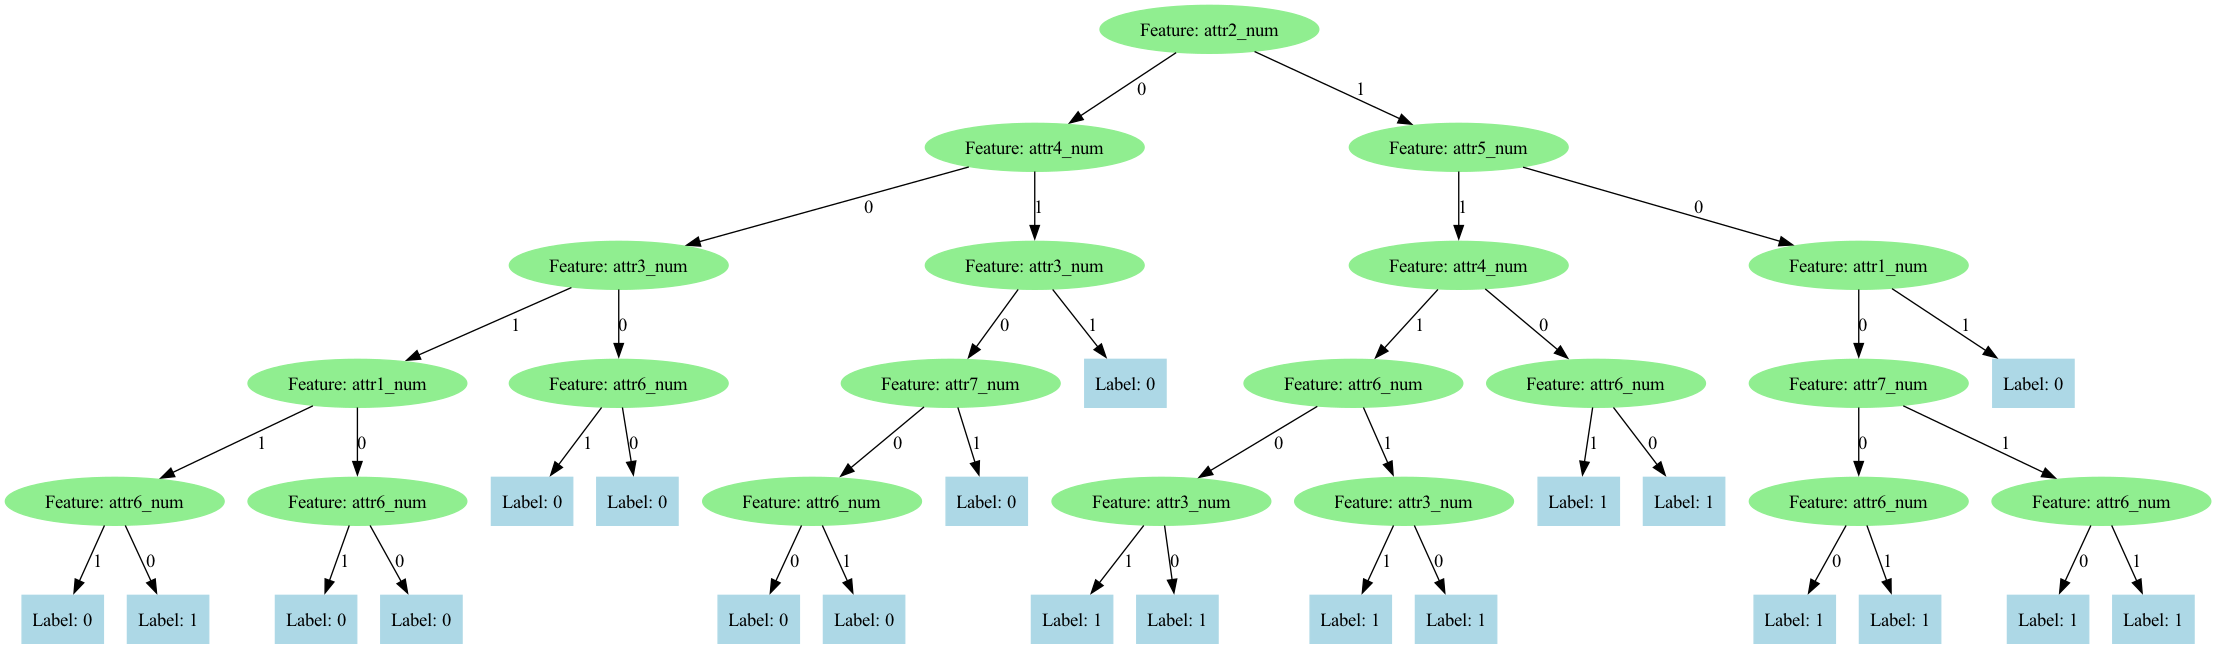 Feature: attr2_num
0
1
Feature: attr4_num
Feature: attr5_num
0
1
1
0
Feature: attr3_num
Feature: attr3_num
Feature: attr4_num
Feature: attr1_num
1
0
0
1
1
0
0
1
Feature: attr1_num
Feature: attr6_num
Feature: attr7_num
Label: 0
Feature: attr6_num
Feature: attr6_num
Feature: attr7_num
Label: 0
1
0
1
0
0
1
0
1
1
0
0
1
Feature: attr6_num
Feature: attr6_num
Label: 0
Label: 0
Feature: attr6_num
Label: 0
Feature: attr3_num
Feature: attr3_num
Label: 1
Label: 1
Feature: attr6_num
Feature: attr6_num
1
0
1
0
0
1
1
0
1
0
0
1
0
1
Label: 0
Label: 1
Label: 0
Label: 0
Label: 0
Label: 0
Label: 1
Label: 1
Label: 1
Label: 1
Label: 1
Label: 1
Label: 1
Label: 1